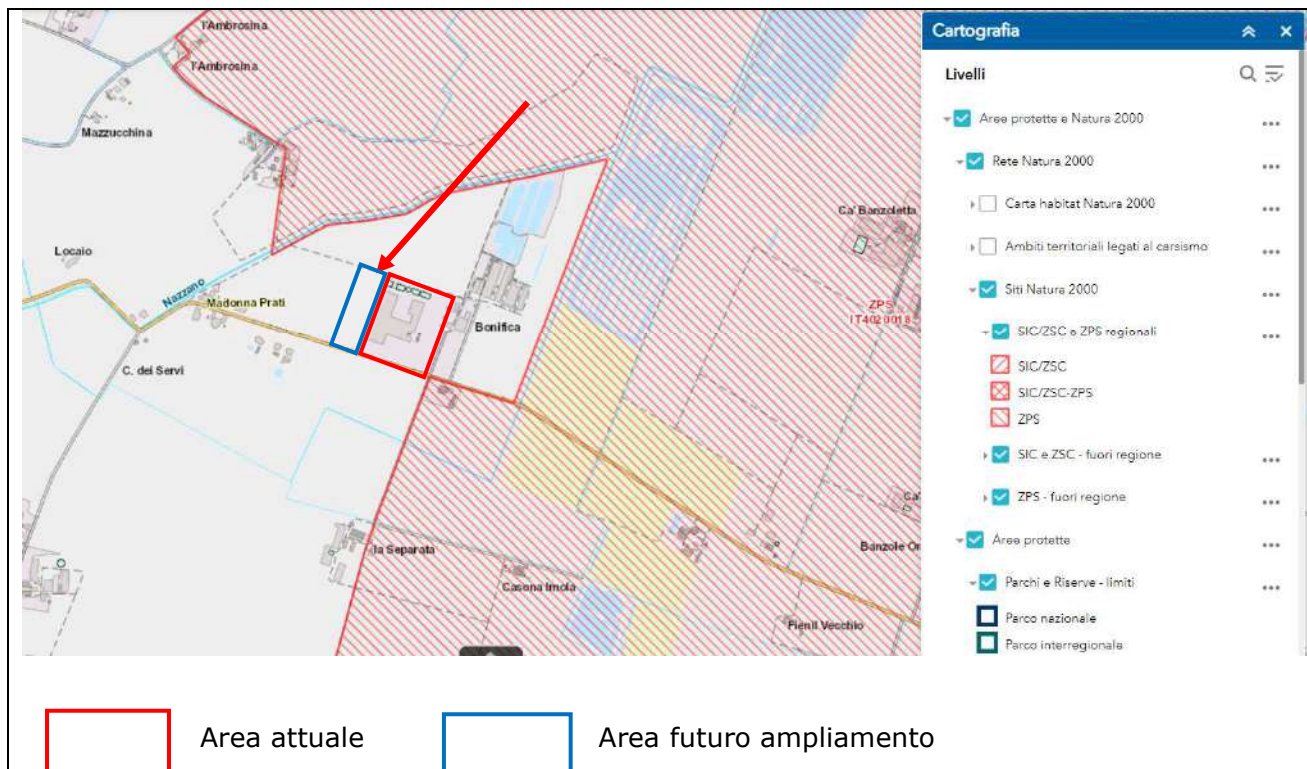 l'Ambrosina
l'Ambrosina
Mazzucchina
Locaio
Nazzano
Madonna Prati
C. dei Servi
Bonifica
Ca' Banzoletta
ZPS
IT4020018
la Separata
Casona Imola
Banzole Or
Fienil Vecchio
Ca'
Cartografia
Livelli
Aree protette e Natura 2000
Rete Natura 2000
Carta habitat Natura 2000
Ambiti territoriali legati al carsismo
Siti Natura 2000
SIC/ZSC e ZPS regionali
SIC/ZSC
SIC/ZSC-ZPS
ZPS
SIC e ZSC - fuori regione
ZPS - fuori regione
Aree protette
Parchi e Riserve - limiti
Parco nazionale
Parco interregionale
Area attuale
Area futuro ampliamento